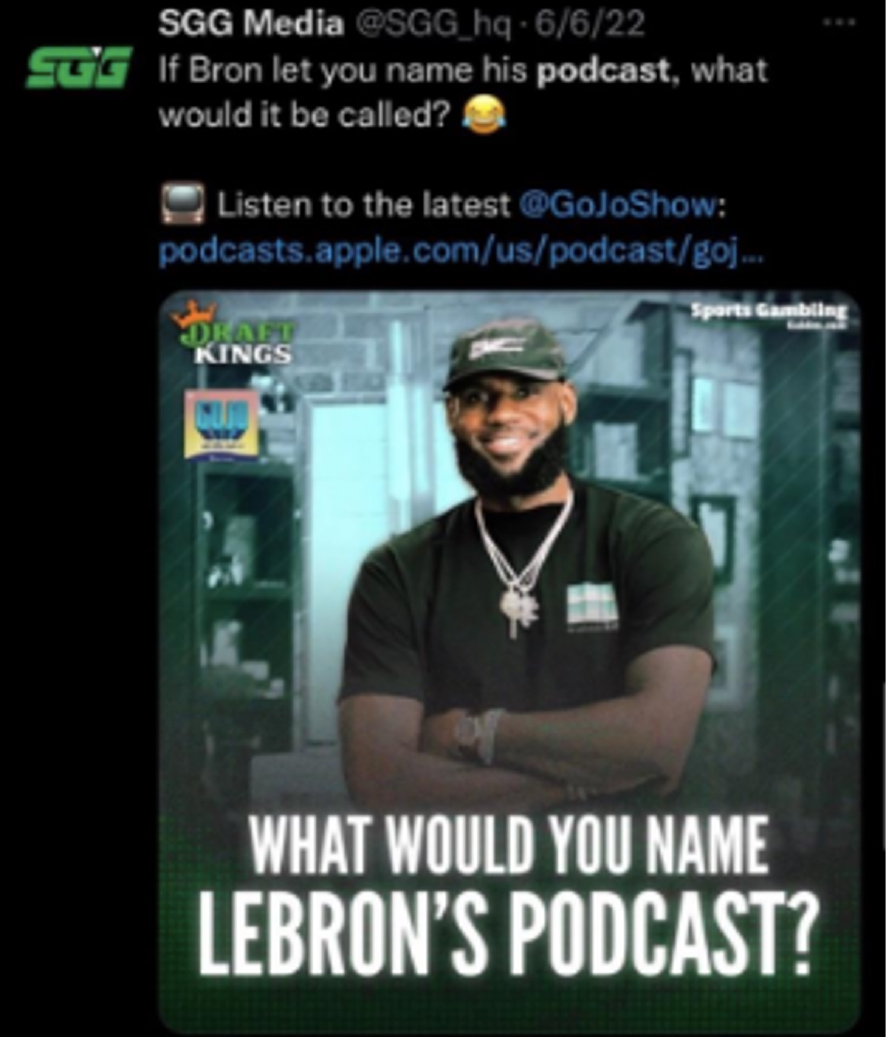 SGG Media @SGG_hq · 6/6/22
SGG
If Bron let you name his podcast, what
would it be called? 😂
📺 Listen to the latest @GoJoShow:
podcasts.apple.com/us/podcast/goj...
DRAFT
KINGS
Sports Gambling
GOJO
WHAT WOULD YOU NAME
LEBRON'S PODCAST?